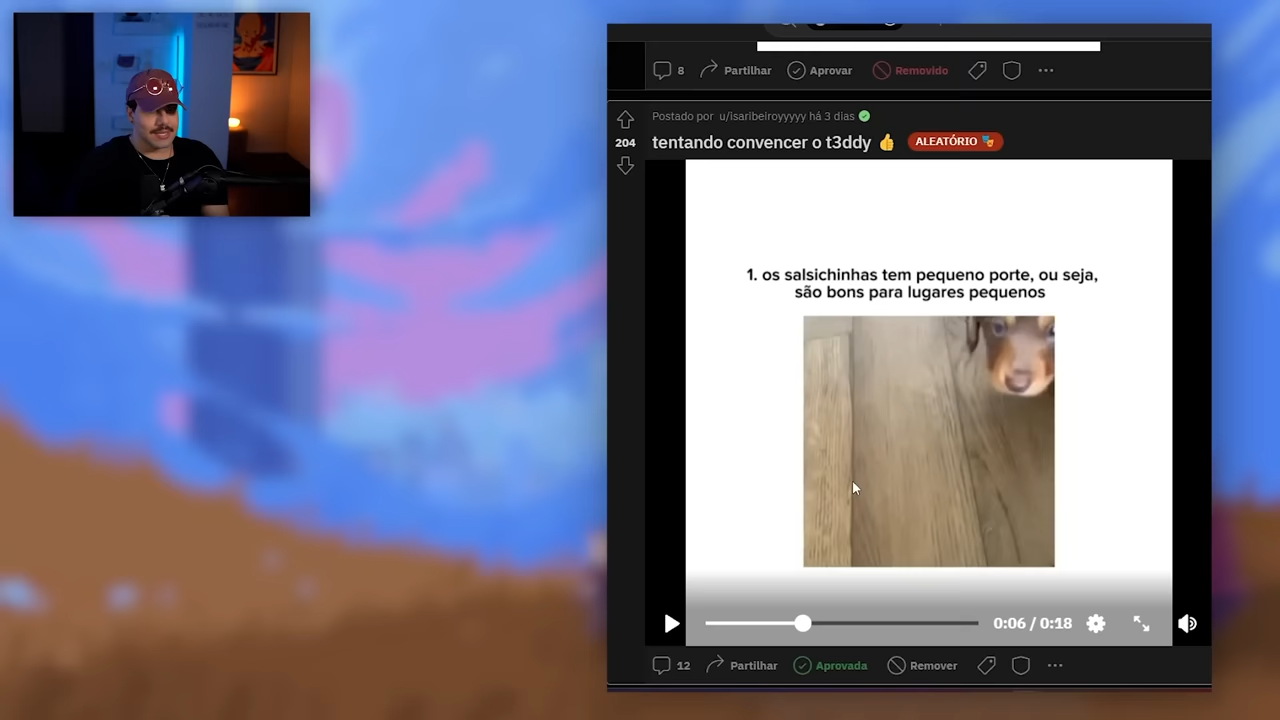 8 Partilhar Aprovar Removido
Postado por u/isaribeiroyyyyy há 3 dias
204
tentando convencer o t3ddy 👍 ALEATÓRIO 🎭
1. os salsichinhas tem pequeno porte, ou seja,
são bons para lugares pequenos
0:06 / 0:18
12 Partilhar Aprovada Remover